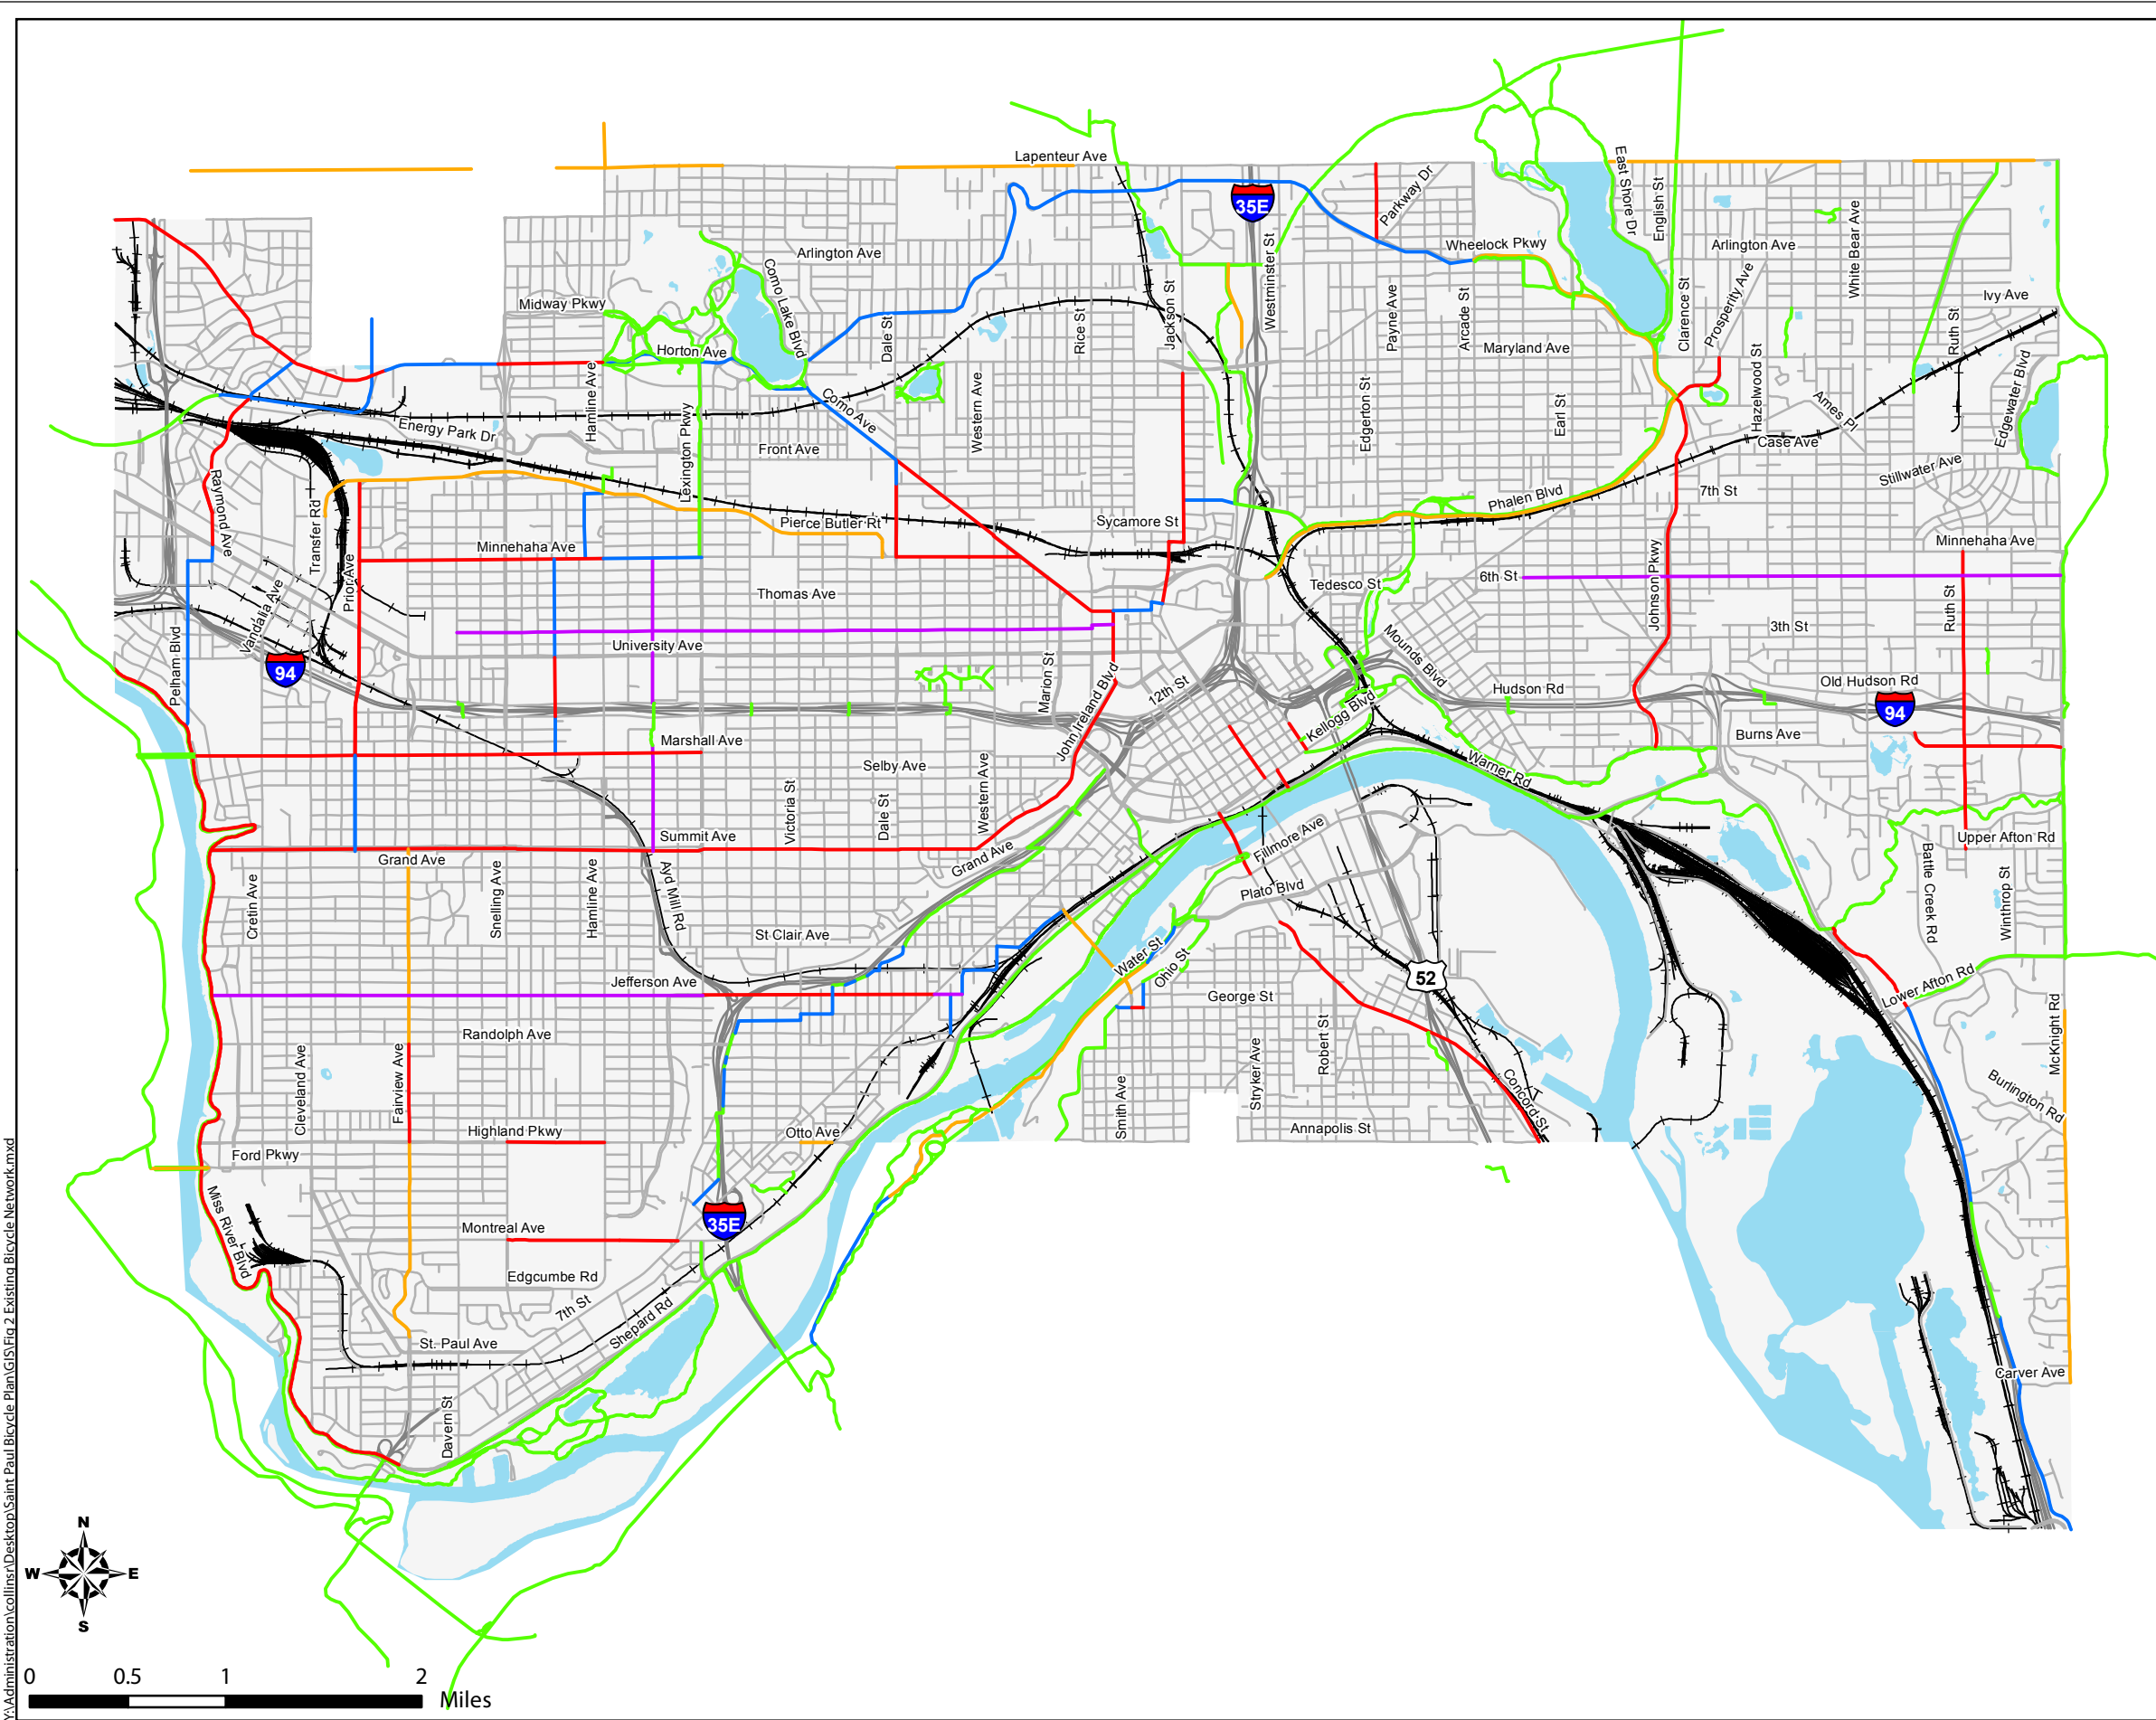 Lapenteur Ave
35E
Parkway Dr
East Shore Dr
English St
Wheelock Pkwy
Arlington Ave
White Bear Ave
Arlington Ave
Como Lake Blvd
Westminster St
Midway Pkwy
Dale St
Rice St
Jackson St
Payne Ave
Arcade St
Clarence St
Prosperity Ave
Ivy Ave
Ruth St
Horton Ave
Maryland Ave
Hamline Ave
Como Ave
Western Ave
Edgerton St
Earl St
Hazelwood St
Ames Pl
Edgewater Blvd
Energy Park Dr
Lexington Pkwy
Front Ave
Case Ave
Stillwater Ave
Raymond Ave
Transfer Rd
Pierce Butler Rt
Sycamore St
Phalen Blvd
7th St
Minnehaha Ave
Minnehaha Ave
Prior Ave
Vandalia Ave
Thomas Ave
Tedesco St
6th St
Johnson Pkwy
Ruth St
Pelham Blvd
94
University Ave
Marion St
John Ireland Blvd
12th St
Kellogg Blvd
Mounds Blvd
3th St
Hudson Rd
Old Hudson Rd
94
Marshall Ave
Burns Ave
Selby Ave
Victoria St
Dale St
Western Ave
Warner Rd
Summit Ave
Grand Ave
Grand Ave
Fillmore Ave
Upper Afton Rd
Cretin Ave
Snelling Ave
Hamline Ave
Ayd Mill Rd
Plato Blvd
Battle Creek Rd
Winthrop St
St Clair Ave
Water St
Ohio St
Jefferson Ave
George St
52
Lower Afton Rd
McKnight Rd
Randolph Ave
Robert St
Cleveland Ave
Fairview Ave
Smith Ave
Stryker Ave
Concord St
Burlington Rd
Highland Pkwy
Otto Ave
Annapolis St
Ford Pkwy
Miss River Blvd
35E
Montreal Ave
Edgcumbe Rd
7th St
Shepard Rd
St. Paul Ave
Carver Ave
Davern St
N
W
E
S
0
0.5
1
2
Miles
Y:\Administration\collinsr\Desktop\Saint Paul Bicycle Plan\GIS\Fig 2 Existing Bicycle Network.mxd